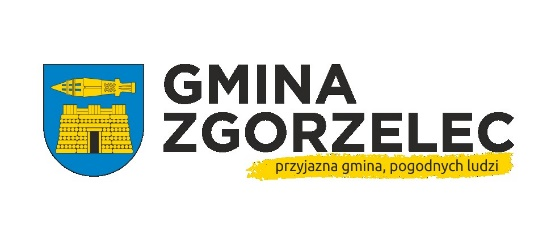 GMINA
ZGORZELEC
przyjazna gmina, pogodnych ludzi